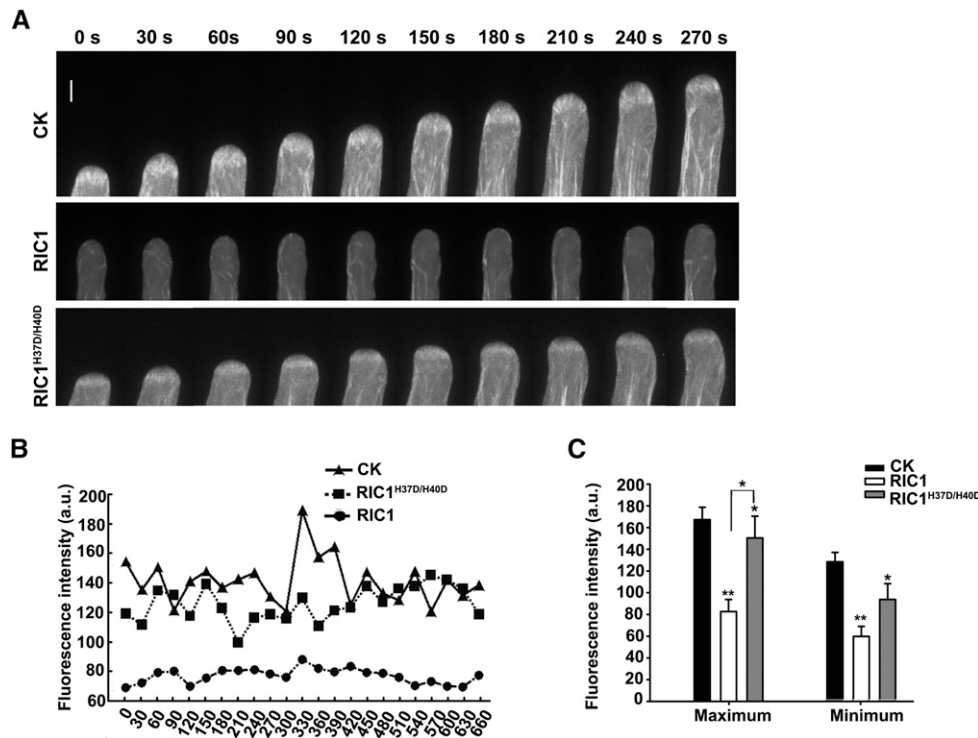 A
0 s 30 s 60s 90 s 120 s 150 s 180 s 210 s 240 s 270 s
CK
RIC1
RIC1H37D/H40D
B
CK
RIC1H37D/H40D
RIC1
Fluorescence intensity (a.u.)
200
180
160
140
120
100
80
60
0 30 60 90 120 150 180 210 240 270 300 330 360 390 420 450 480 510 540 570 600 630 660
C
CK
RIC1
RIC1H37D/H40D
Fluorescence intensity (a.u.)
200
180
160
140
120
100
80
60
40
20
0
*
*
**
*
**
Maximum Minimum